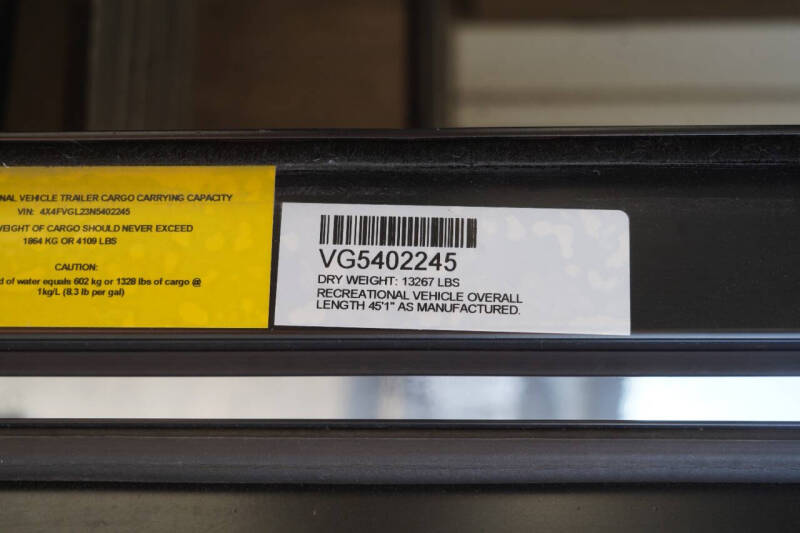 VEHICLE TRAILER CARGO CARRYING CAPACITY
VIN: 4X4FVGL23N5402245
OF CARGO SHOULD NEVER EXCEED
1864 KG OR 4109 LBS
CAUTION:
of water equals 602 kg or 1328 lbs of cargo @
1kg/L (8.3 lb per gal)
VG5402245
DRY WEIGHT: 13267 LBS
RECREATIONAL VEHICLE OVERALL
LENGTH 45'1" AS MANUFACTURED.